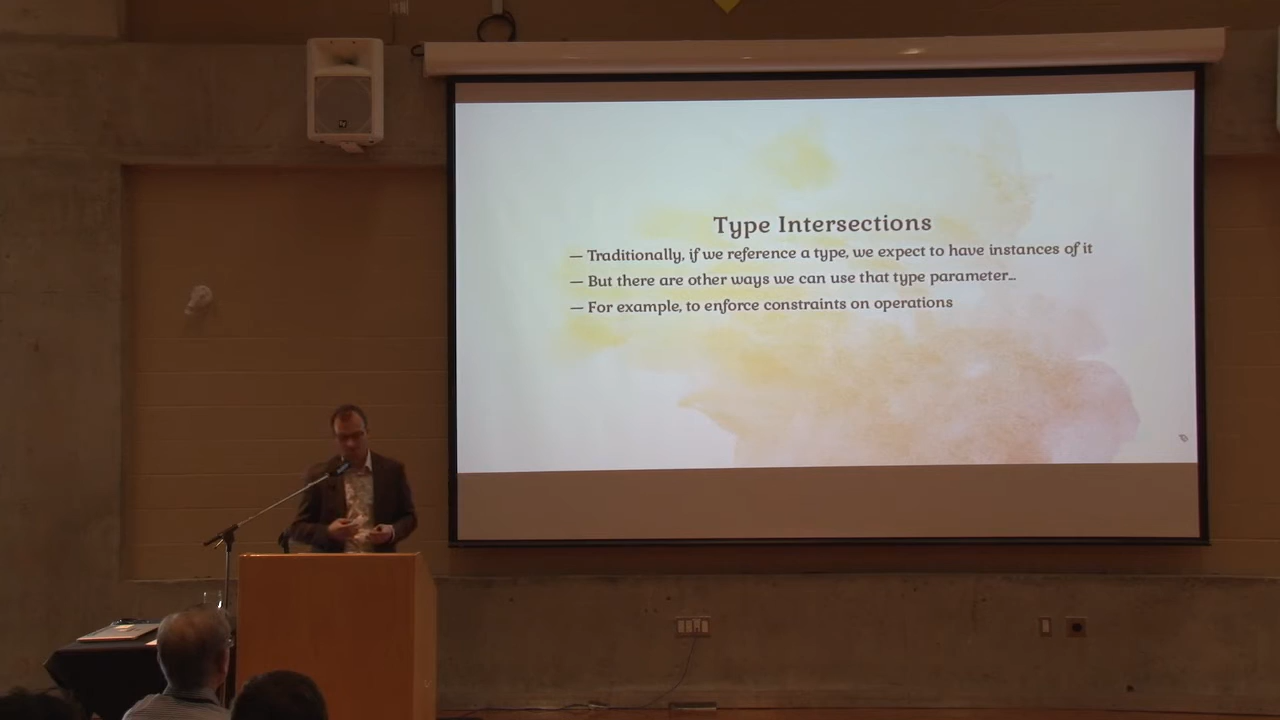 Type Intersections
— Traditionally, if we reference a type, we expect to have instances of it
— But there are other ways we can use that type parameter…
— For example, to enforce constraints on operations